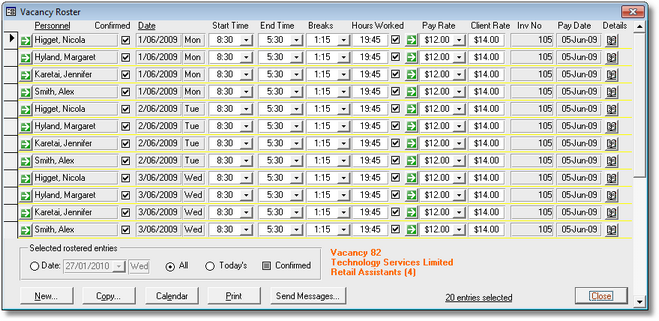 Vacancy Roster
Personnel Confirmed Date Start Time End Time Breaks Hours Worked Pay Rate Client Rate Inv No Pay Date Details
Higget, Nicola 1/06/2009 Mon 8:30 5:30 1:15 19:45 $12.00 $14.00 105 05-Jun-09
Hyland, Margaret 1/06/2009 Mon 8:30 5:30 1:15 19:45 $12.00 $14.00 105 05-Jun-09
Karetai, Jennifer 1/06/2009 Mon 8:30 5:30 1:15 19:45 $12.00 $14.00 105 05-Jun-09
Smith, Alex 1/06/2009 Mon 8:30 5:30 1:15 19:45 $12.00 $14.00 105 05-Jun-09
Higget, Nicola 2/06/2009 Tue 8:30 5:30 1:15 19:45 $12.00 $14.00 105 05-Jun-09
Hyland, Margaret 2/06/2009 Tue 8:30 5:30 1:15 19:45 $12.00 $14.00 105 05-Jun-09
Karetai, Jennifer 2/06/2009 Tue 8:30 5:30 1:15 19:45 $12.00 $14.00 105 05-Jun-09
Smith, Alex 2/06/2009 Tue 8:30 5:30 1:15 19:45 $12.00 $14.00 105 05-Jun-09
Higget, Nicola 3/06/2009 Wed 8:30 5:30 1:15 19:45 $12.00 $14.00 105 05-Jun-09
Hyland, Margaret 3/06/2009 Wed 8:30 5:30 1:15 19:45 $12.00 $14.00 105 05-Jun-09
Karetai, Jennifer 3/06/2009 Wed 8:30 5:30 1:15 19:45 $12.00 $14.00 105 05-Jun-09
Smith, Alex 3/06/2009 Wed 8:30 5:30 1:15 19:45 $12.00 $14.00 105 05-Jun-09
Selected rostered entries
Date: 27/01/2010 Wed All Today's Confirmed
Vacancy 82
Technology Services Limited
Retail Assistants (4)
New... Copy... Calendar Print Send Messages... 20 entries selected Close